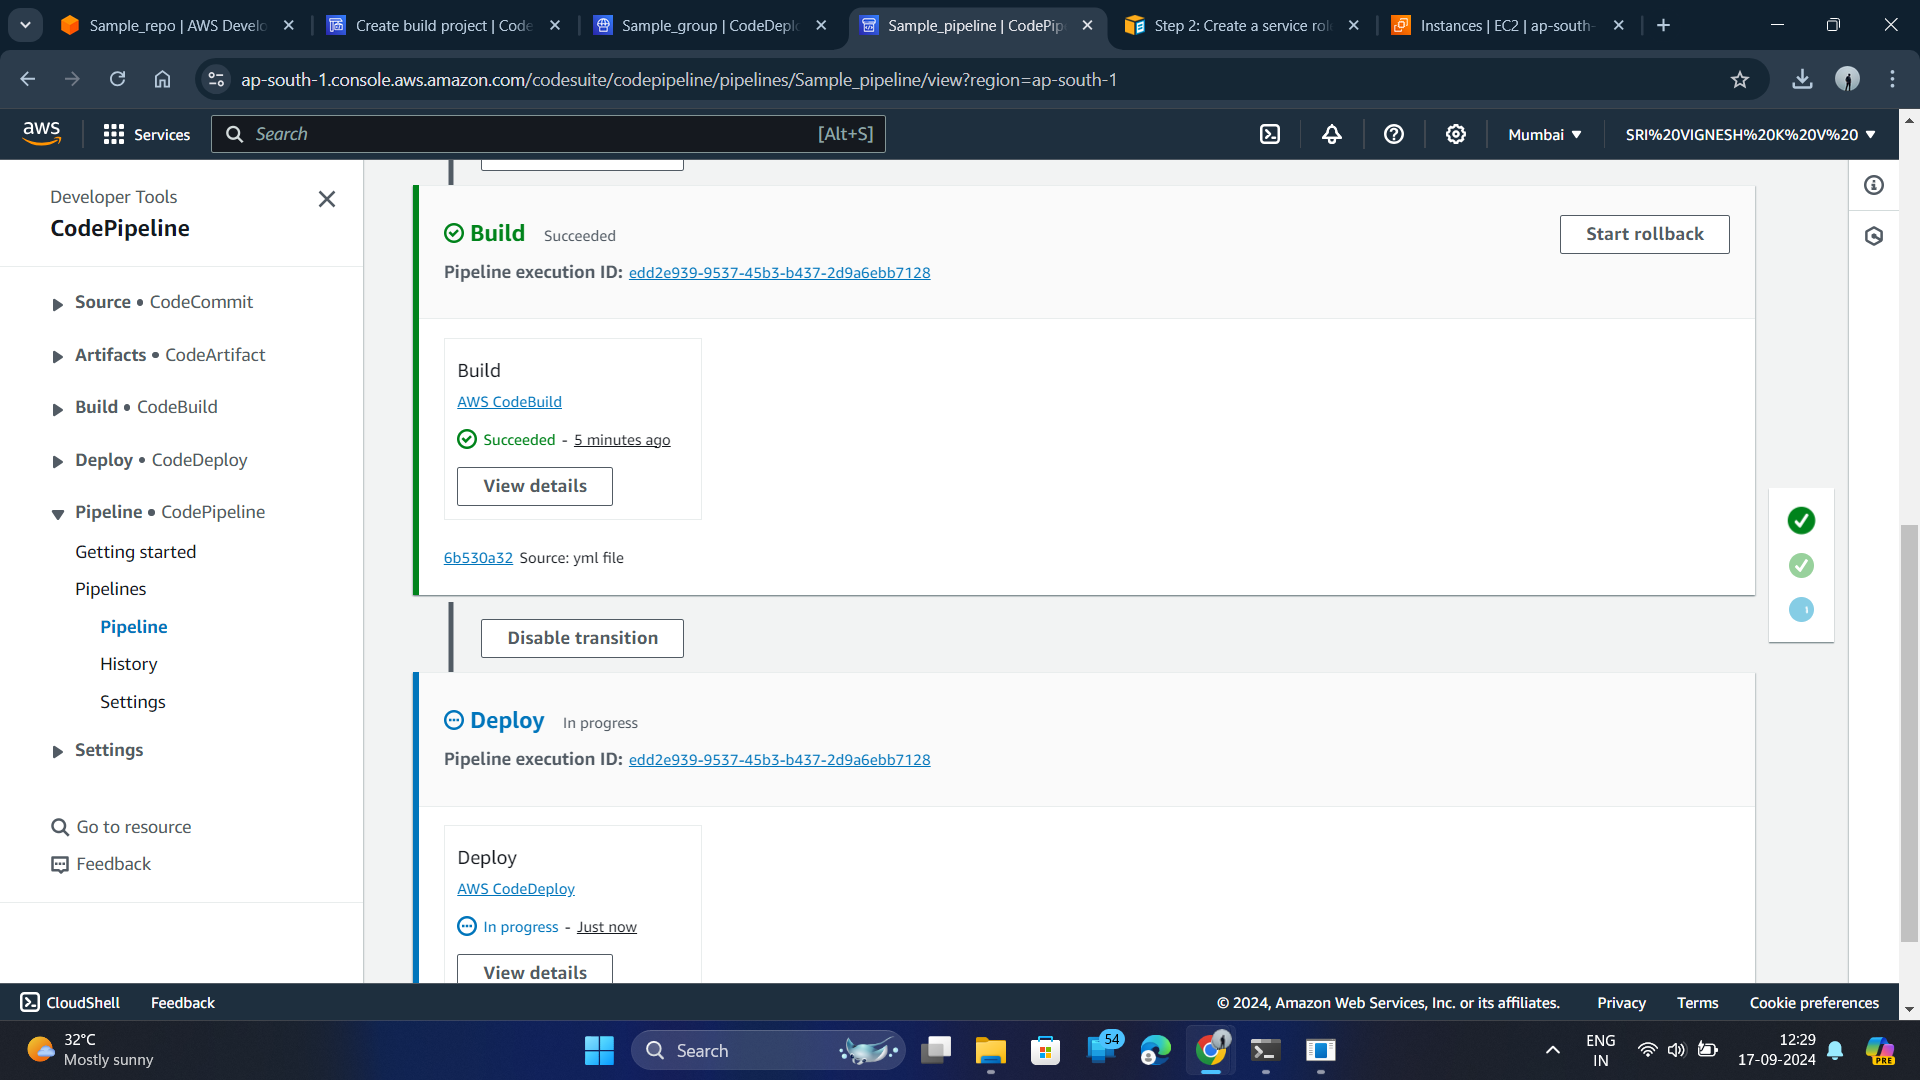 Sample_repo | AWS Develo
Create build project | Code
Sample_group | CodeDeplo
Sample_pipeline | CodePip
Step 2: Create a service rol
Instances | EC2 | ap-south-
ap-south-1.console.aws.amazon.com/codesuite/codepipeline/pipelines/Sample_pipeline/view?region=ap-south-1
aws
Services
Search
[Alt+S]
Mumbai
SRI%20VIGNESH%20K%20V%20
Developer Tools
CodePipeline
Source • CodeCommit
Artifacts • CodeArtifact
Build • CodeBuild
Deploy • CodeDeploy
Pipeline • CodePipeline
Getting started
Pipelines
Pipeline
History
Settings
Settings
Go to resource
Feedback
Build Succeeded
Start rollback
Pipeline execution ID: edd2e939-9537-45b3-b437-2d9a6ebb7128
Build
AWS CodeBuild
Succeeded - 5 minutes ago
View details
6b530a32 Source: yml file
Disable transition
Deploy In progress
Pipeline execution ID: edd2e939-9537-45b3-b437-2d9a6ebb7128
Deploy
AWS CodeDeploy
In progress - Just now
View details
CloudShell
Feedback
© 2024, Amazon Web Services, Inc. or its affiliates.
Privacy
Terms
Cookie preferences
32°C
Mostly sunny
Search
54
ENG
IN
12:29
17-09-2024
PRE